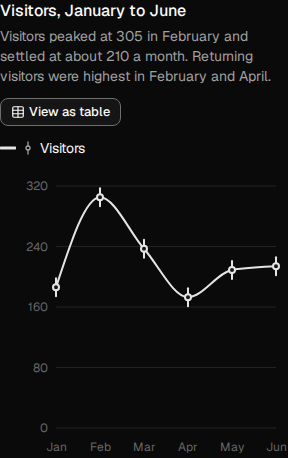 Visitors, January to June
Visitors peaked at 305 in February and
settled at about 210 a month. Returning
visitors were highest in February and April.
View as table
Visitors
320
240
160
80
0
Jan Feb Mar Apr May Jun